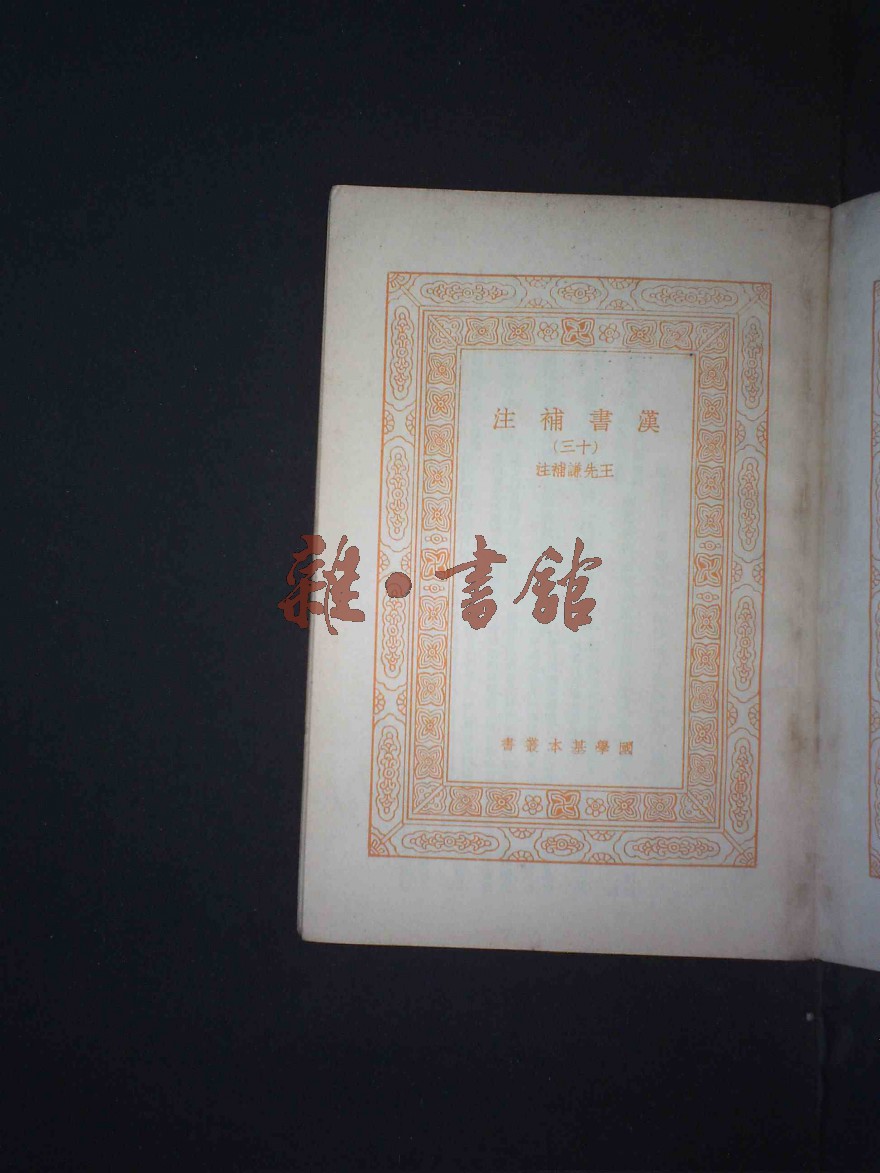 漢書補注
(十三)
王先謙補注
雜·書館
國學基本叢書